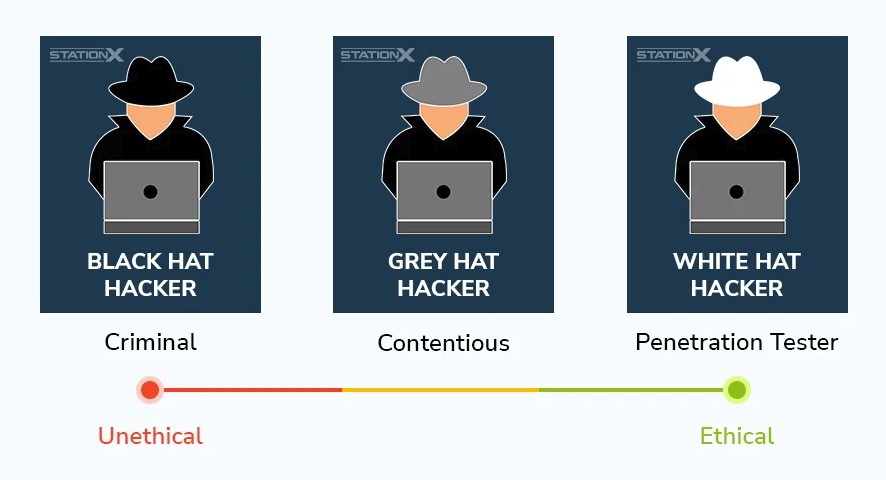 STATIONX
STATIONX
STATIONX
BLACK HAT
HACKER
GREY HAT
HACKER
WHITE HAT
HACKER
Criminal
Contentious
Penetration Tester
Unethical
Ethical